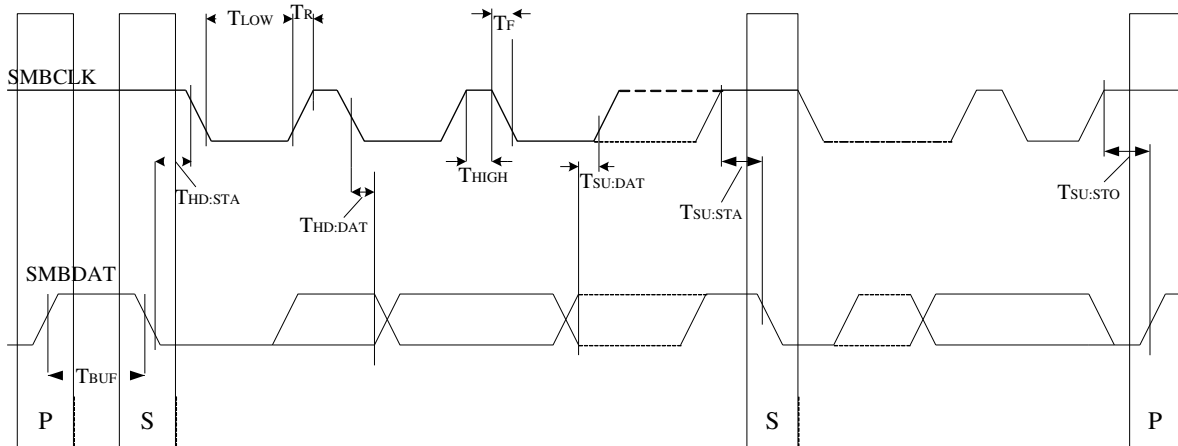 TLOW
TR
TF
SMBCLK
THD:STA
THD:DAT
THIGH
TSU:DAT
TSU:STA
TSU:STO
SMBDAT
TBUF
P
S
S
P